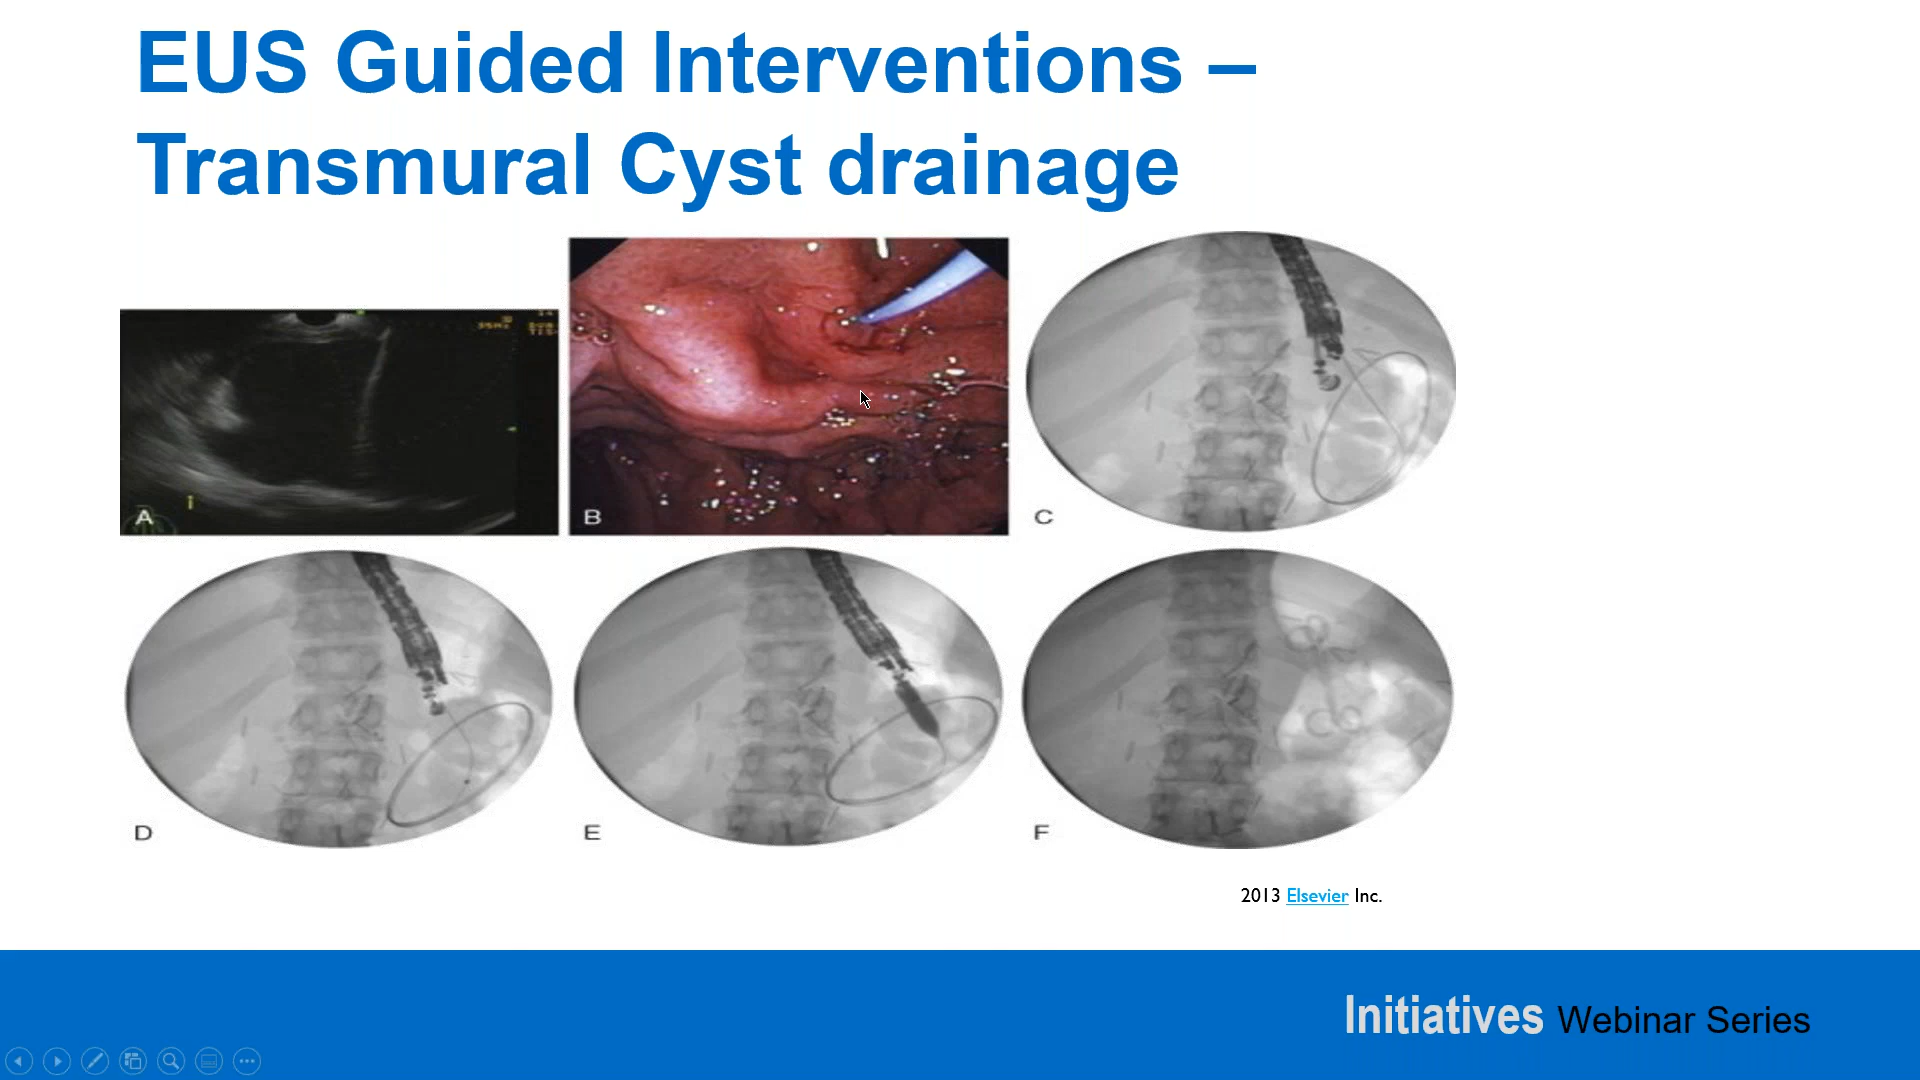 EUS Guided Interventions –
Transmural Cyst drainage
A
B
C
D
E
F
2013 Elsevier Inc.
Initiatives Webinar Series